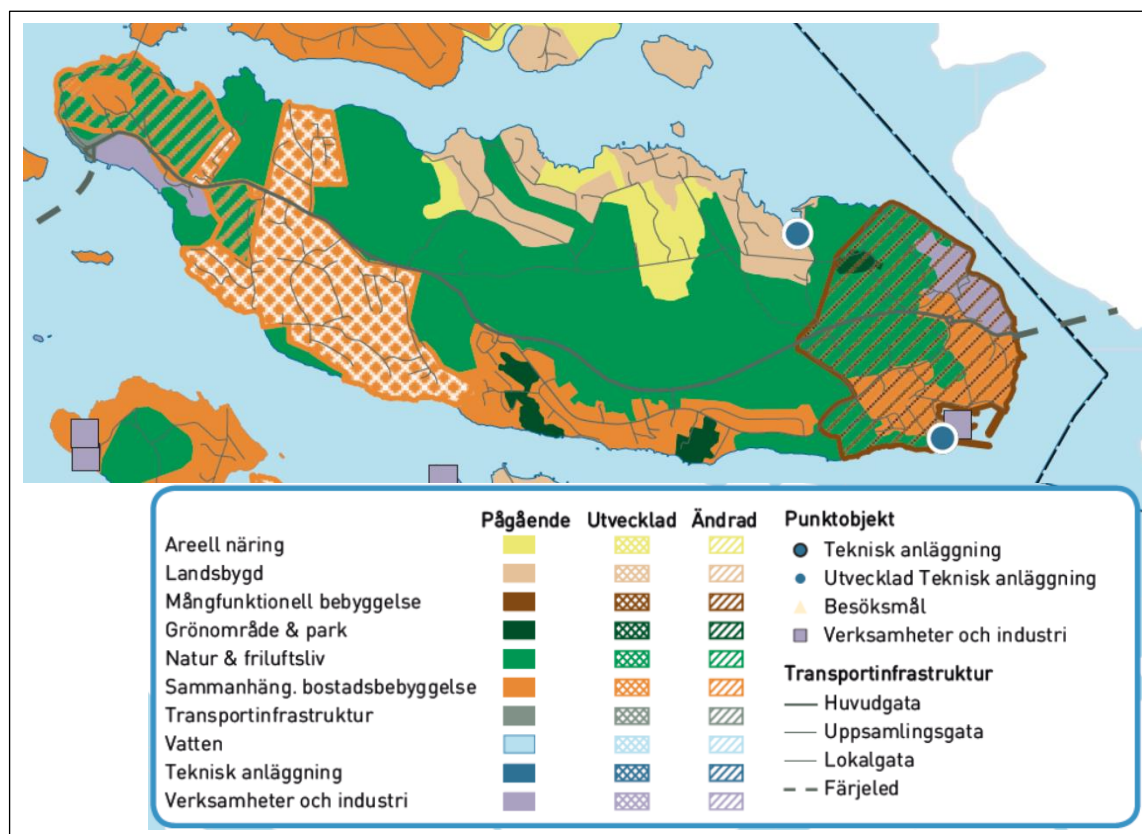 Pågående Utvecklad Ändrad
Areell näring
Landsbygd
Mångfunktionell bebyggelse
Grönområde & park
Natur & friluftsliv
Sammanhäng. bostadsbebyggelse
Transportinfrastruktur
Vatten
Teknisk anläggning
Verksamheter och industri
Punktobjekt
Teknisk anläggning
Utvecklad Teknisk anläggning
Besöksmål
Verksamheter och industri
Transportinfrastruktur
Huvudgata
Uppsamlingsgata
Lokalgata
Färjeled